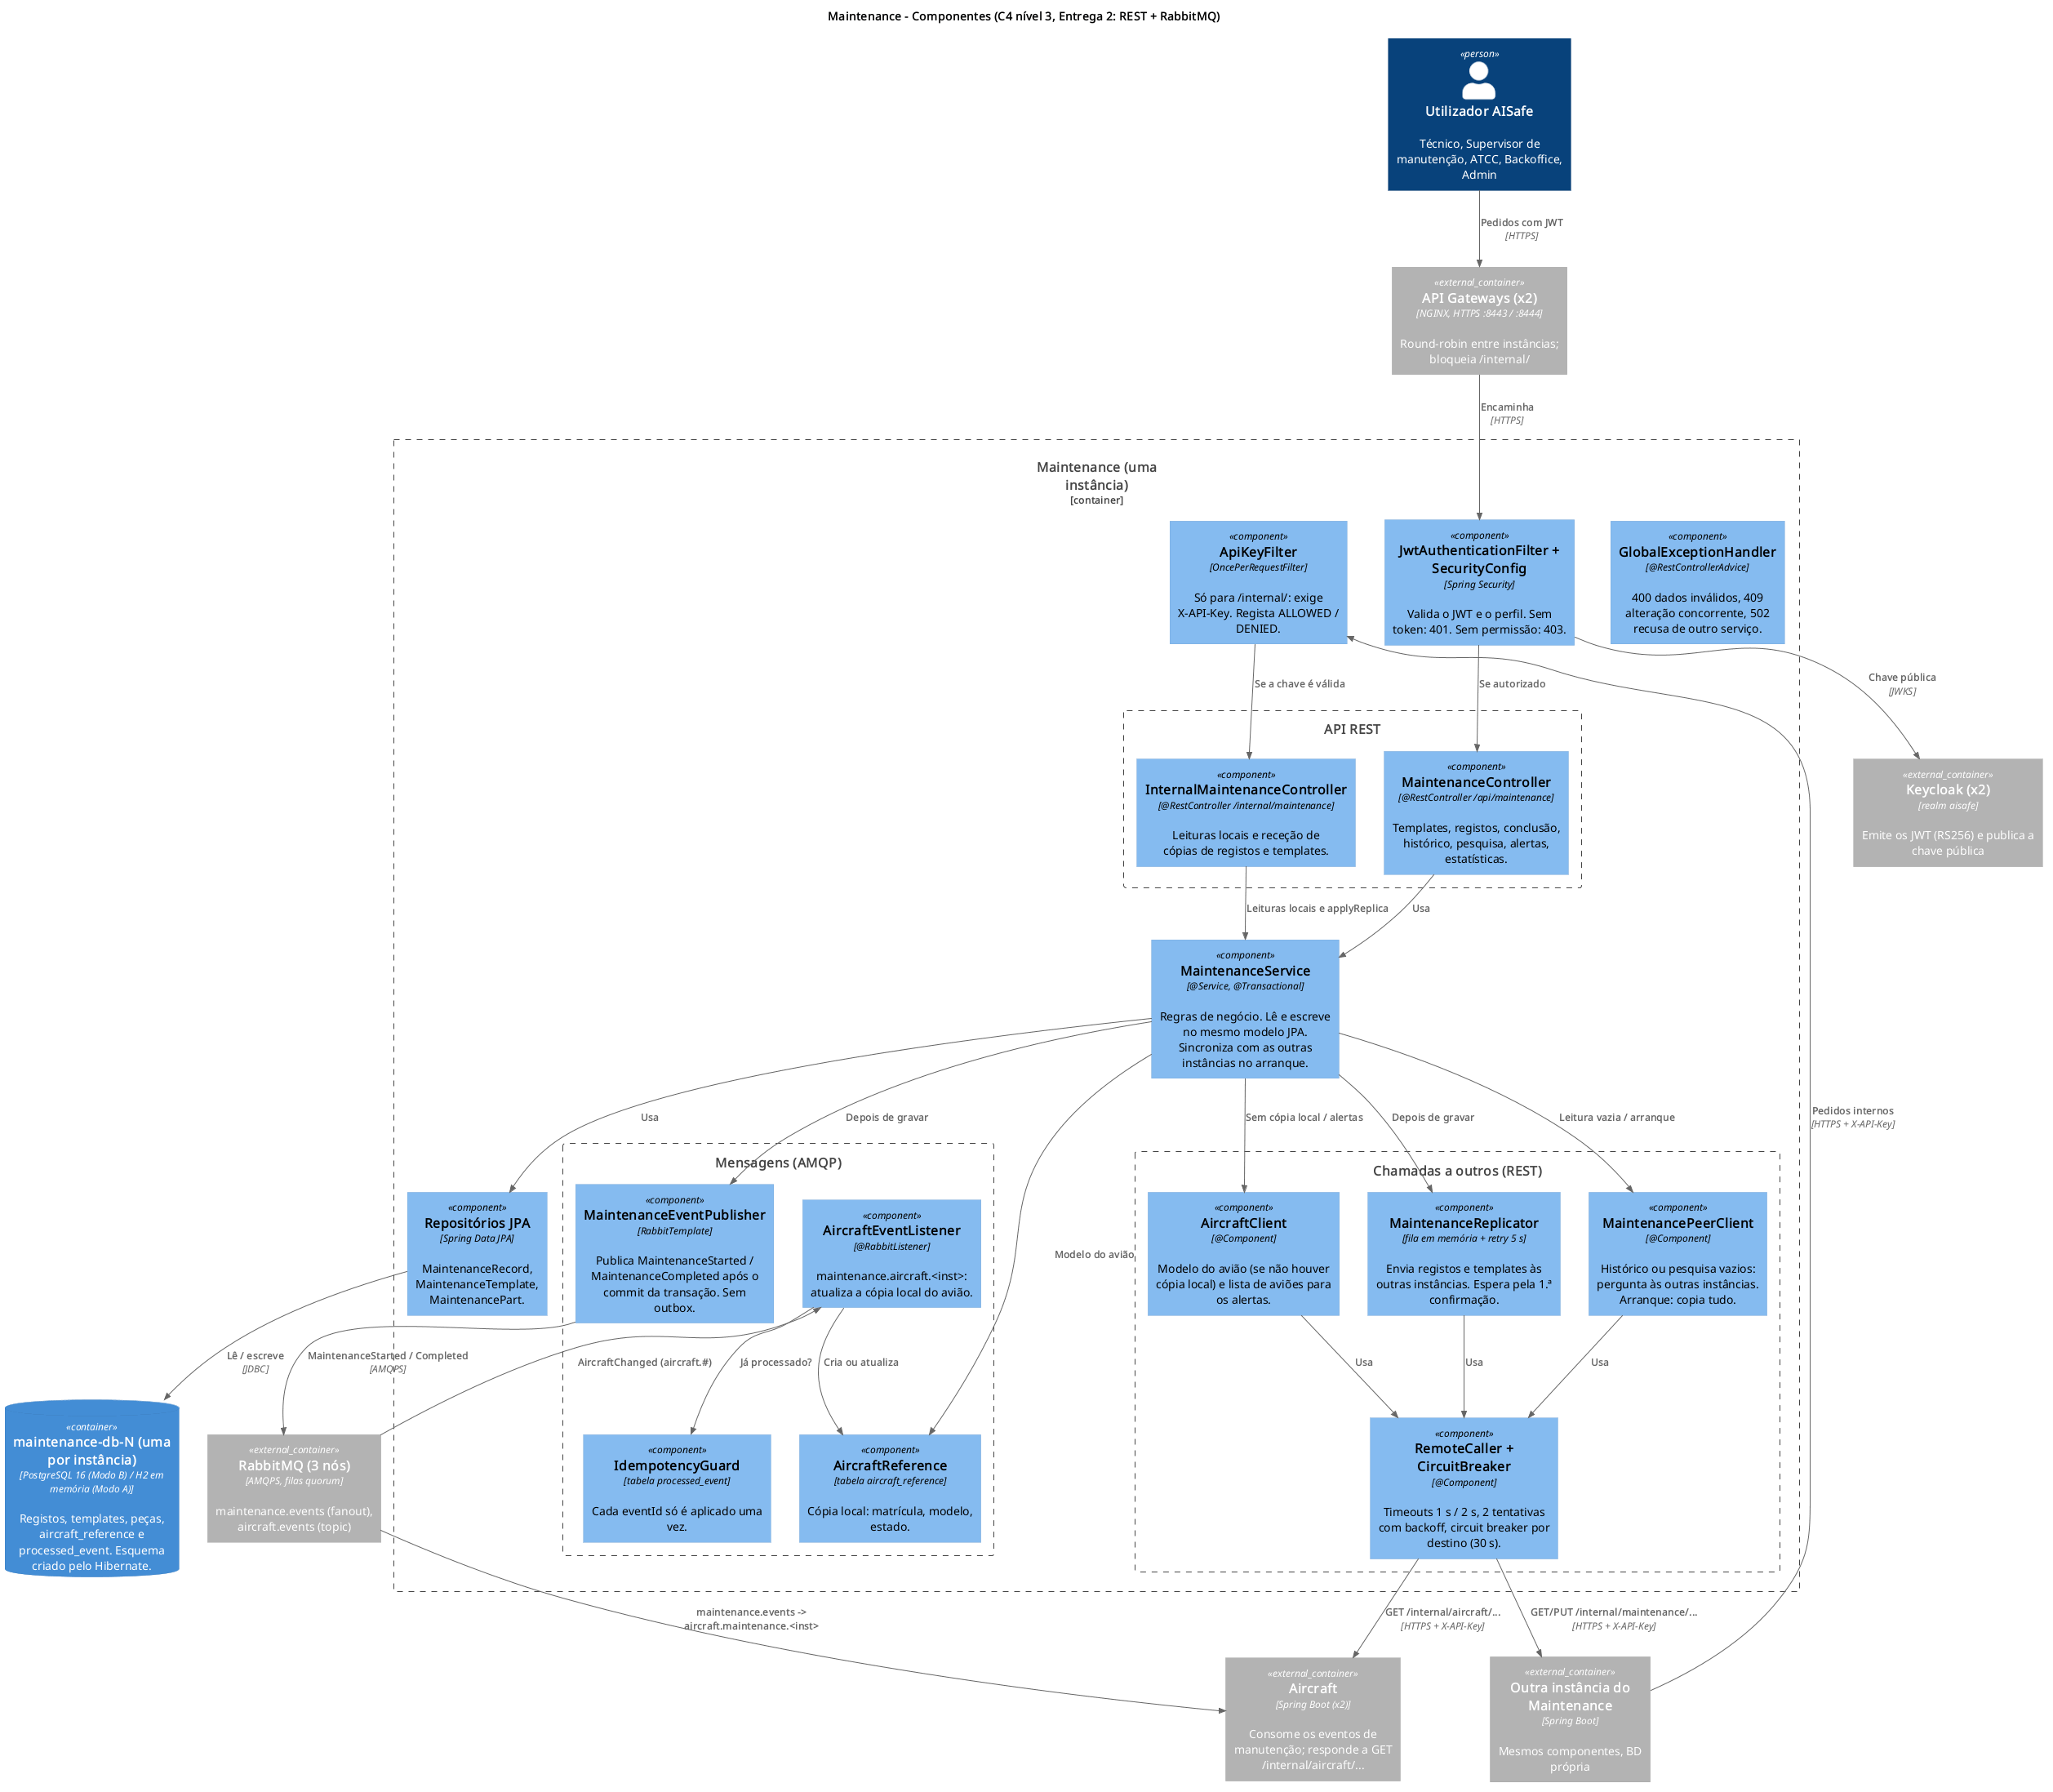 Maintenance - Componentes (C4 nível 3, Entrega 2: REST + RabbitMQ)
«person»
Utilizador AISafe
Técnico, Supervisor de
manutenção, ATCC, Backoffice,
Admin
Pedidos com JWT
[HTTPS]
«external_container»
API Gateways (x2)
[NGINX, HTTPS :8443 / :8444]
Round-robin entre instâncias;
bloqueia /internal/
Encaminha
[HTTPS]
Maintenance (uma
instância)
[container]
«component»
ApiKeyFilter
[OncePerRequestFilter]
Só para /internal/: exige
X-API-Key. Regista ALLOWED /
DENIED.
«component»
JwtAuthenticationFilter +
SecurityConfig
[Spring Security]
Valida o JWT e o perfil. Sem
token: 401. Sem permissão: 403.
«component»
GlobalExceptionHandler
[@RestControllerAdvice]
400 dados inválidos, 409
alteração concorrente, 502
recusa de outro serviço.
Se a chave é válida
Se autorizado
Chave pública
[JWKS]
API REST
«component»
InternalMaintenanceController
[@RestController /internal/maintenance]
Leituras locais e receção de
cópias de registos e templates.
«component»
MaintenanceController
[@RestController /api/maintenance]
Templates, registos, conclusão,
histórico, pesquisa, alertas,
estatísticas.
«external_container»
Keycloak (x2)
[realm aisafe]
Emite os JWT (RS256) e publica a
chave pública
Leituras locais e applyReplica
Usa
«component»
MaintenanceService
[@Service, @Transactional]
Regras de negócio. Lê e escreve
no mesmo modelo JPA.
Sincroniza com as outras
instâncias no arranque.
Usa
Depois de gravar
Sem cópia local / alertas
Depois de gravar
Leitura vazia / arranque
Pedidos internos
[HTTPS + X-API-Key]
Mensagens (AMQP)
Chamadas a outros (REST)
«component»
Repositórios JPA
[Spring Data JPA]
MaintenanceRecord,
MaintenanceTemplate,
MaintenancePart.
«component»
MaintenanceEventPublisher
[RabbitTemplate]
Publica MaintenanceStarted /
MaintenanceCompleted após o
commit da transação. Sem
outbox.
«component»
AircraftEventListener
[@RabbitListener]
maintenance.aircraft.<inst>:
atualiza a cópia local do avião.
Modelo do avião
«component»
AircraftClient
[@Component]
Modelo do avião (se não houver
cópia local) e lista de aviões para
os alertas.
«component»
MaintenanceReplicator
[fila em memória + retry 5 s]
Envia registos e templates às
outras instâncias. Espera pela 1.ª
confirmação.
«component»
MaintenancePeerClient
[@Component]
Histórico ou pesquisa vazios:
pergunta às outras instâncias.
Arranque: copia tudo.
Lê / escreve
[JDBC]
MaintenanceStarted / Completed
[AMQPS]
AircraftChanged (aircraft.#)
Já processado?
Cria ou atualiza
Usa
Usa
Usa
«container»
maintenance-db-N (uma
por instância)
[PostgreSQL 16 (Modo B) / H2 em
memória (Modo A)]
Registos, templates, peças,
aircraft_reference e
processed_event. Esquema
criado pelo Hibernate.
«external_container»
RabbitMQ (3 nós)
[AMQPS, filas quorum]
maintenance.events (fanout),
aircraft.events (topic)
«component»
IdempotencyGuard
[tabela processed_event]
Cada eventId só é aplicado uma
vez.
«component»
AircraftReference
[tabela aircraft_reference]
Cópia local: matrícula, modelo,
estado.
«component»
RemoteCaller +
CircuitBreaker
[@Component]
Timeouts 1 s / 2 s, 2 tentativas
com backoff, circuit breaker por
destino (30 s).
maintenance.events ->
aircraft.maintenance.<inst>
GET /internal/aircraft/...
[HTTPS + X-API-Key]
GET/PUT /internal/maintenance/...
[HTTPS + X-API-Key]
«external_container»
Aircraft
[Spring Boot (x2)]
Consome os eventos de
manutenção; responde a GET
/internal/aircraft/...
«external_container»
Outra instância do
Maintenance
[Spring Boot]
Mesmos componentes, BD
própria